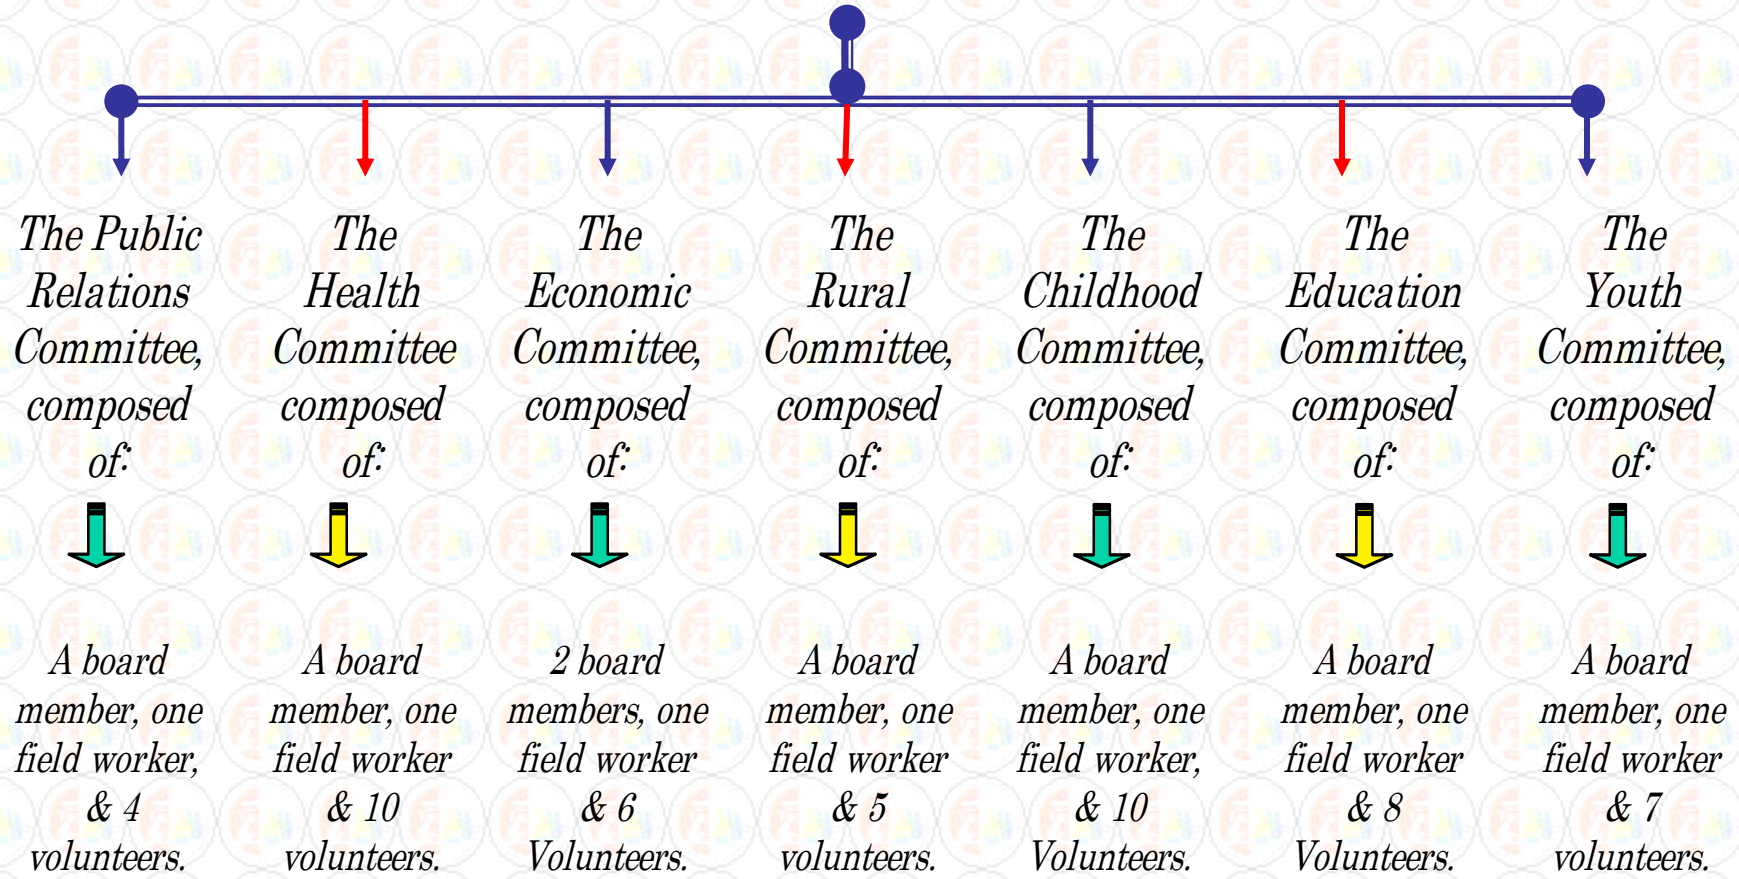 The Public
Relations
Committee,
composed
of:
The
Health
Committee
composed
of:
The
Economic
Committee,
composed
of:
The
Rural
Committee,
composed
of:
The
Childhood
Committee,
composed
of:
The
Education
Committee,
composed
of:
The
Youth
Committee,
composed
of:
A board
member, one
field worker,
& 4
volunteers.
A board
member, one
field worker
& 10
volunteers.
2 board
members, one
field worker
& 6
Volunteers.
A board
member, one
field worker
& 5
volunteers.
A board
member, one
field worker,
& 10
Volunteers.
A board
member, one
field worker
& 8
Volunteers.
A board
member, one
field worker
& 7
volunteers.